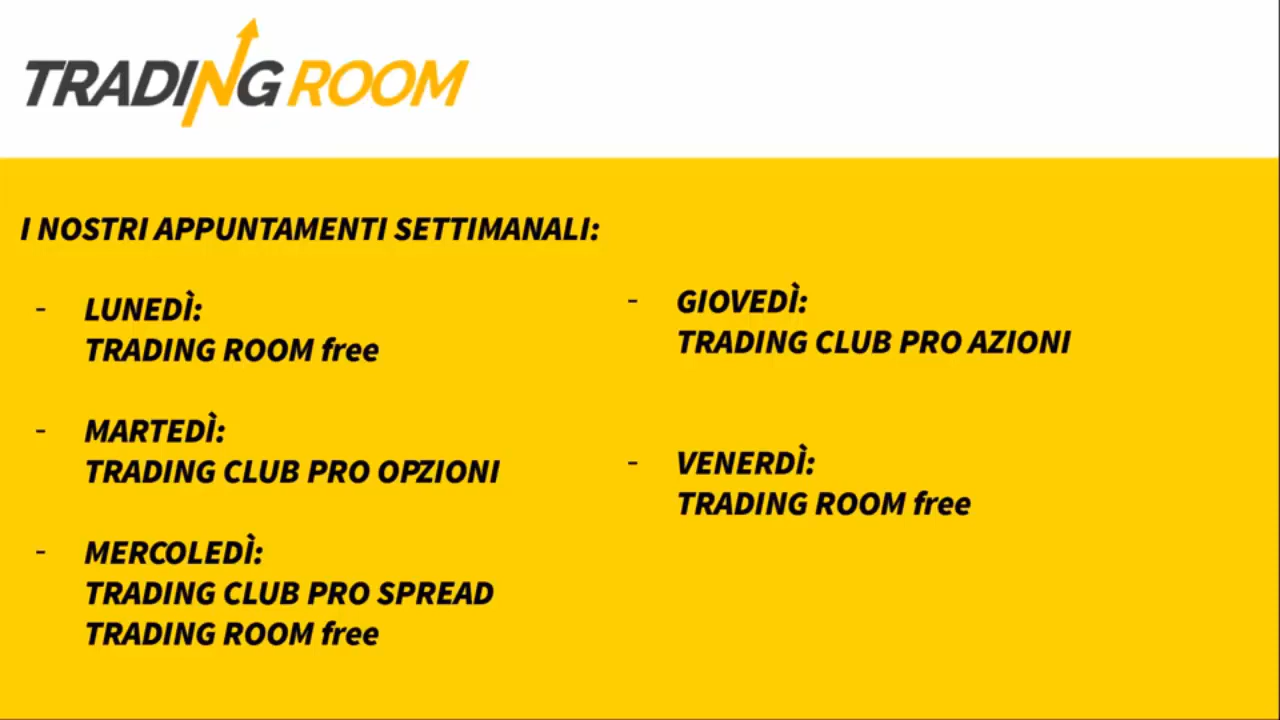 TRADING ROOM
I NOSTRI APPUNTAMENTI SETTIMANALI:
- LUNEDÌ:
TRADING ROOM free
- MARTEDÌ:
TRADING CLUB PRO OPZIONI
- MERCOLEDÌ:
TRADING CLUB PRO SPREAD
TRADING ROOM free
- GIOVEDÌ:
TRADING CLUB PRO AZIONI
- VENERDÌ:
TRADING ROOM free